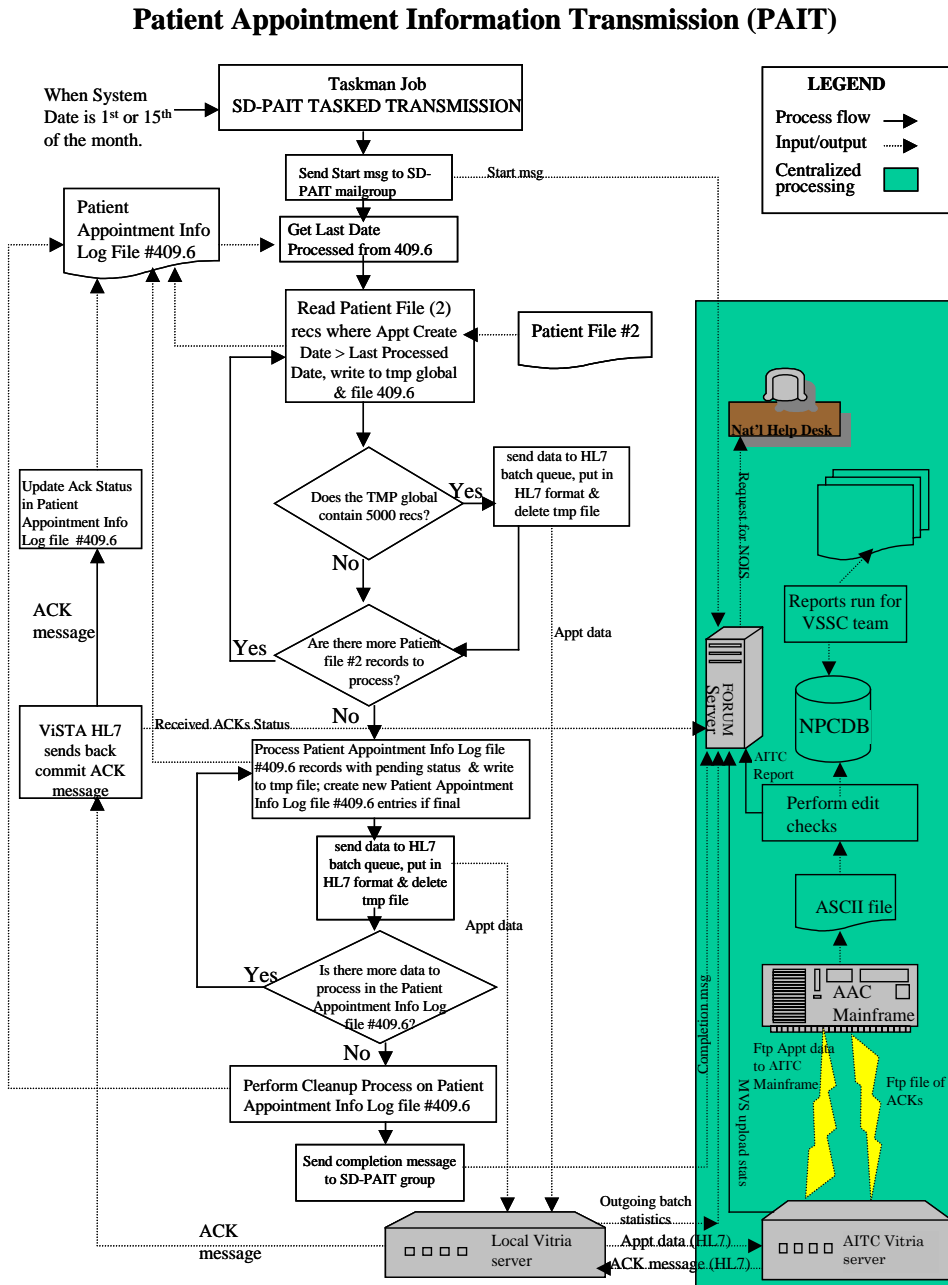 Patient Appointment Information Transmission (PAIT)
When System
Date is 1st or 15th
of the month.
Taskman Job
SD-PAIT TASKED TRANSMISSION
LEGEND
Process flow
Input/output
Centralized
processing
Send Start msg to SD-
PAIT mailgroup
Start msg
Patient
Appointment Info
Log File #409.6
Get Last Date
Processed from 409.6
Read Patient File (2)
recs where Appt Create
Date > Last Processed
Date, write to tmp global
& file 409.6
Patient File #2
Nat'l Help Desk
Update Ack Status
in Patient
Appointment Info
Log file #409.6
Does the TMP global
contain 5000 recs?
Yes
send data to HL7
batch queue, put in
HL7 format &
delete tmp file
No
Request for NOIS
Reports run for
VSSC team
ACK
message
Yes
Are there more Patient
file #2 records to
process?
Appt data
FORUM
Server
No
NPCDB
ViSTA HL7
sends back
commit ACK
message
Received ACKs Status
Process Patient Appointment Info Log file
#409.6 records with pending status & write
to tmp file; create new Patient Appointment
Info Log file #409.6 entries if final
AITC
Report
Perform edit
checks
send data to HL7
batch queue, put in
HL7 format & delete
tmp file
Appt data
ASCII file
Yes
Is there more data to
process in the Patient
Appointment Info Log
file #409.6?
No
AAC
Mainframe
Completion msg
MVS upload stats
Ftp Appt data
to AITC
Mainframe
Ftp file of
ACKs
Perform Cleanup Process on Patient
Appointment Info Log file #409.6
Send completion message
to SD-PAIT group
Outgoing batch
statistics
ACK
message
Local Vitria
server
Appt data (HL7)
ACK message (HL7)
AITC Vitria
server